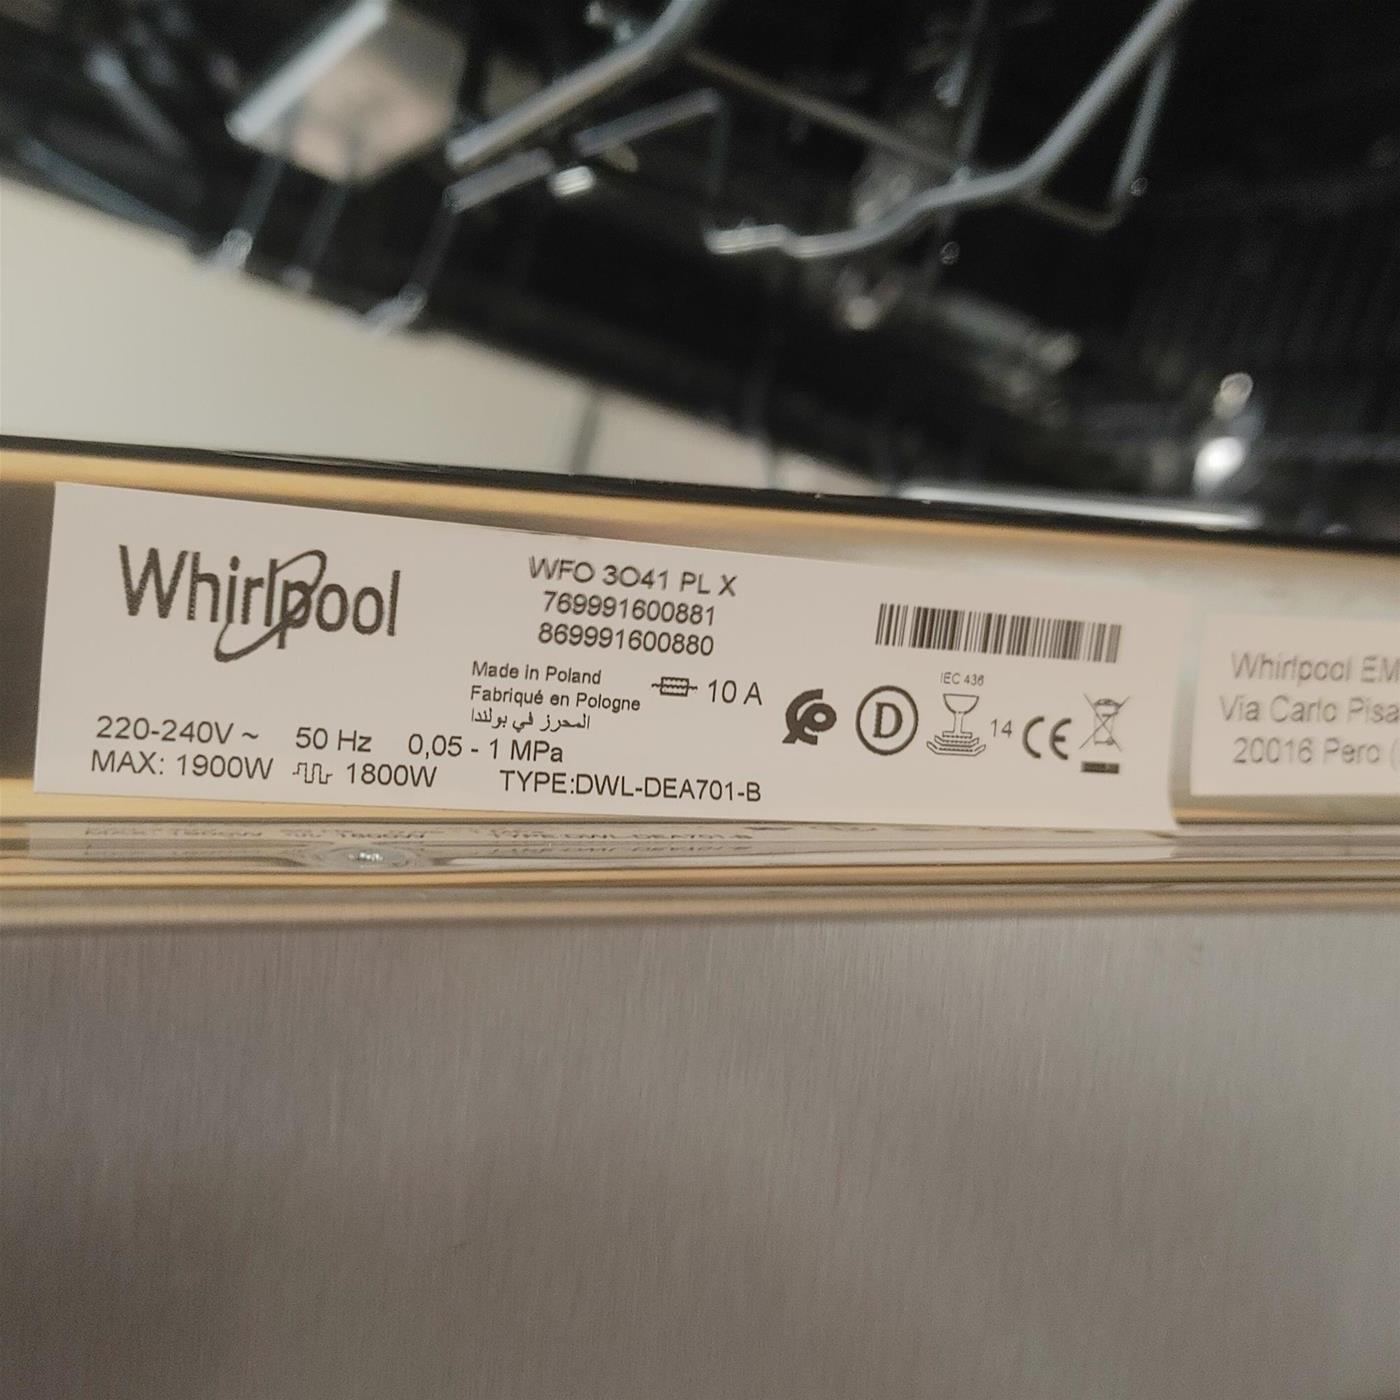 Whirlpool
WFO 3O41 PL X
769991600881
869991600880
Made in Poland
Fabriqué en Pologne
المحرز في بولندا
10 A
220-240V ~ 50 Hz 0,05 - 1 MPa
MAX: 1900W 1800W TYPE:DWL-DEA701-B
IEC 436
D
14
CE
Whirlpool EM
Via Carlo Pisa
20016 Pero (